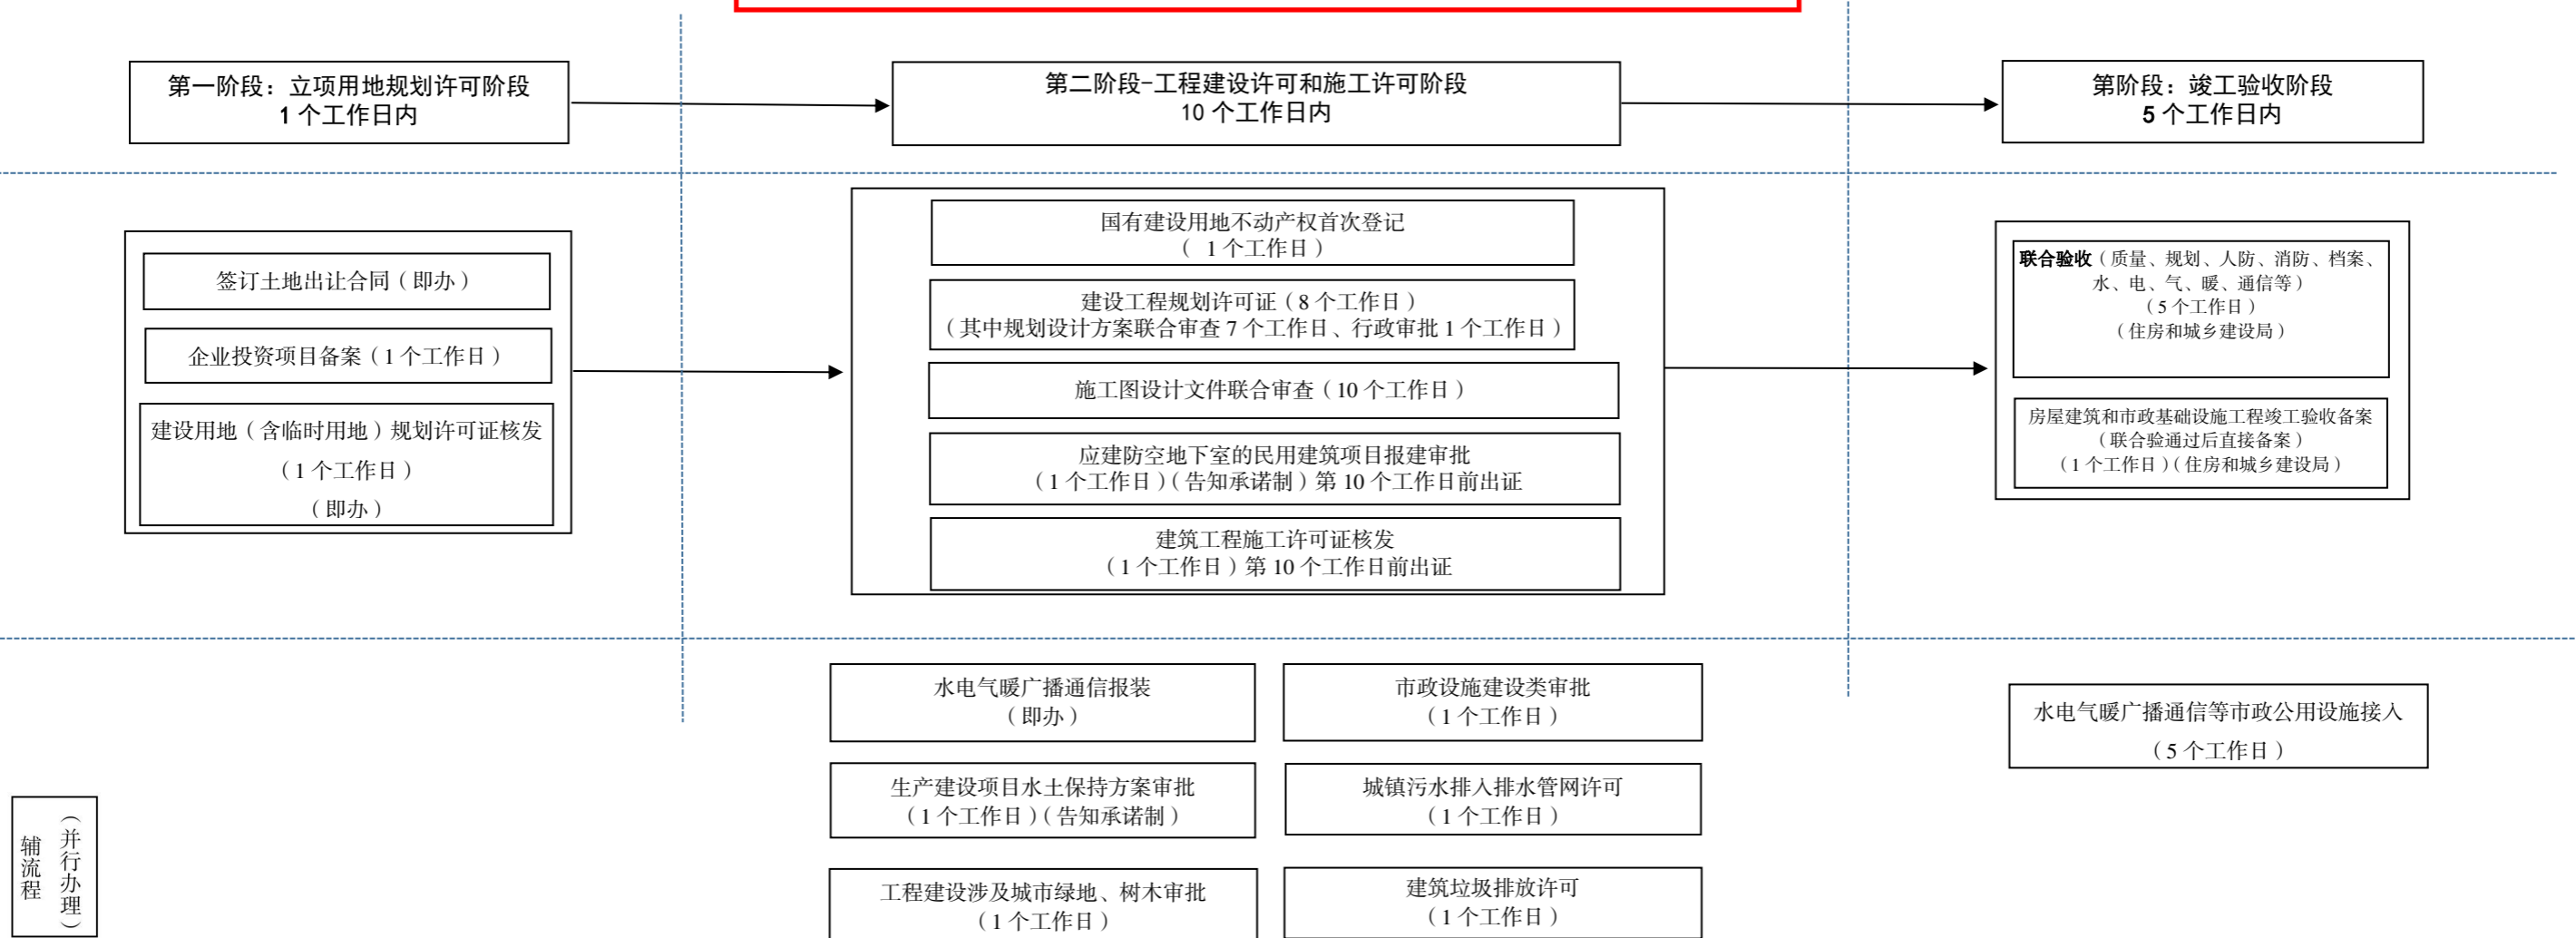 第一阶段：立项用地规划许可阶段
1 个工作日内
第二阶段-工程建设许可和施工许可阶段
10 个工作日内
第阶段：竣工验收阶段
5 个工作日内
签订土地出让合同（即办）
企业投资项目备案（1 个工作日）
建设用地（含临时用地）规划许可证核发
（1 个工作日）
（即办）
国有建设用地不动产权首次登记
（ 1 个工作日）
建设工程规划许可证（8 个工作日）
（其中规划设计方案联合审查 7 个工作日、行政审批 1 个工作日）
施工图设计文件联合审查（10 个工作日）
应建防空地下室的民用建筑项目报建审批
（1 个工作日）（告知承诺制）第 10 个工作日前出证
建筑工程施工许可证核发
（1 个工作日）第 10 个工作日前出证
联合验收（质量、规划、人防、消防、档案、
水、电、气、暖、通信等）
（5 个工作日）
（住房和城乡建设局）
房屋建筑和市政基础设施工程竣工验收备案
（联合验通过后直接备案）
（1 个工作日）（住房和城乡建设局）
水电气暖广播通信报装
（即办）
市政设施建设类审批
（1 个工作日）
水电气暖广播通信等市政公用设施接入
（5 个工作日）
生产建设项目水土保持方案审批
（1 个工作日）（告知承诺制）
城镇污水排入排水管网许可
（1 个工作日）
工程建设涉及城市绿地、树木审批
（1 个工作日）
建筑垃圾排放许可
（1 个工作日）
（并行办理）
辅流程